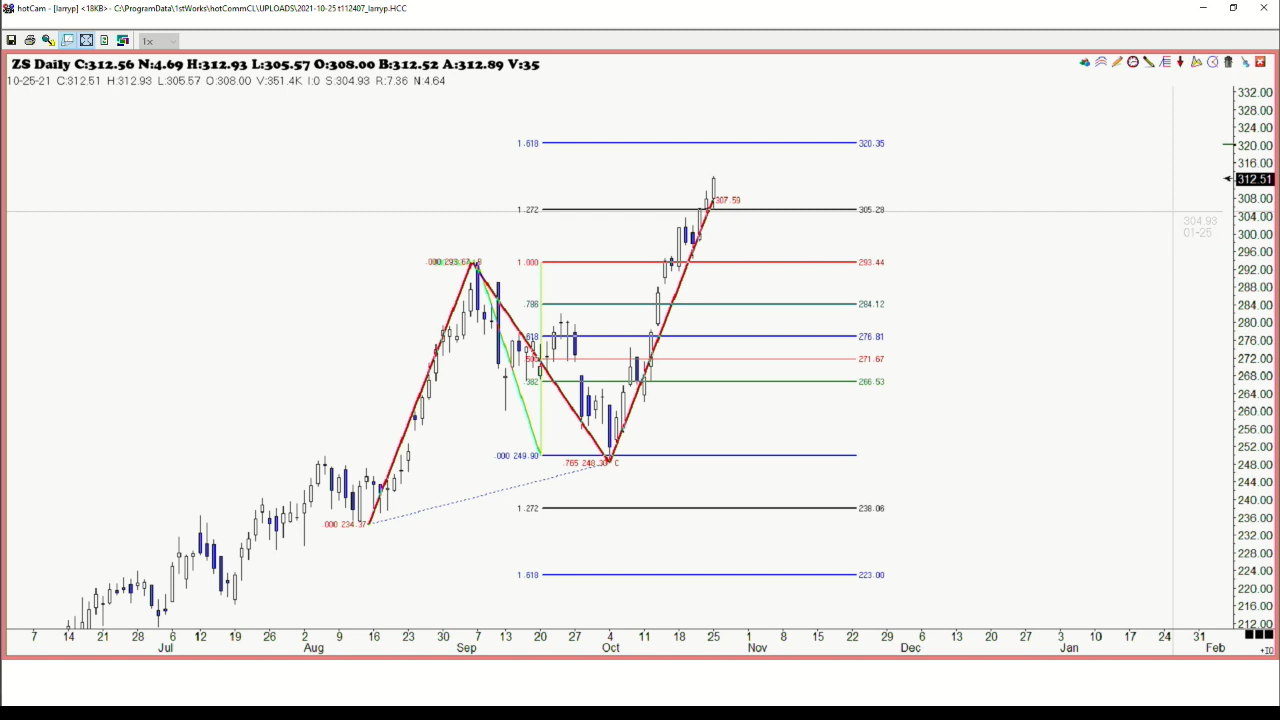 hotCam - [larryp] <18KB> - C:\ProgramData\1stWorks\hotCommCL\UPLOADS\2021-10-25 t112407_larryp.HCC
1x
ZS Daily C:312.56 N:4.69 H:312.93 L:305.57 O:308.00 B:312.52 A:312.89 V:35
10-25-21 C:312.51 H:312.93 L:305.57 O:308.00 V:351.4K I:0 S:304.93 R:7.36 N:4.64
332.00
328.00
324.00
1.618 320.35 320.00
316.00
312.51
307.59 308.00
1.272 305.28 304.00
304.93
01-25
300.00
296.00
1.000 293.44 292.00
288.00
.786 284.12 284.00
280.00
.618 276.81 276.00
271.67 272.00
268.00
.382 266.53 264.00
260.00
256.00
.000 249.90 252.00
.765 C 248.00
244.00
240.00
1.272 238.06 236.00
.000 234.37
232.00
228.00
1.618 223.00 224.00
220.00
216.00
212.00
7 14 21 28 6 12 19 26 2 9 16 23 30 7 13 20 27 4 11 18 25 1 8 15 22 29 6 13 20 27 3 10 17 24 31
Jul Aug Sep Oct Nov Dec Jan Feb
+10